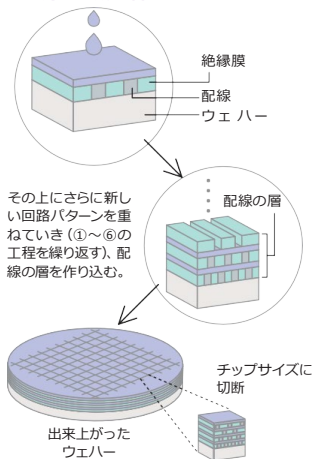 絶縁膜
配線
ウェハー
その上にさらに新し
い回路パターンを重
ねていき（①〜⑥の
工程を繰り返す）、配
線の層を作り込む。
配線の層
チップサイズに
切断
出来上がった
ウェハー